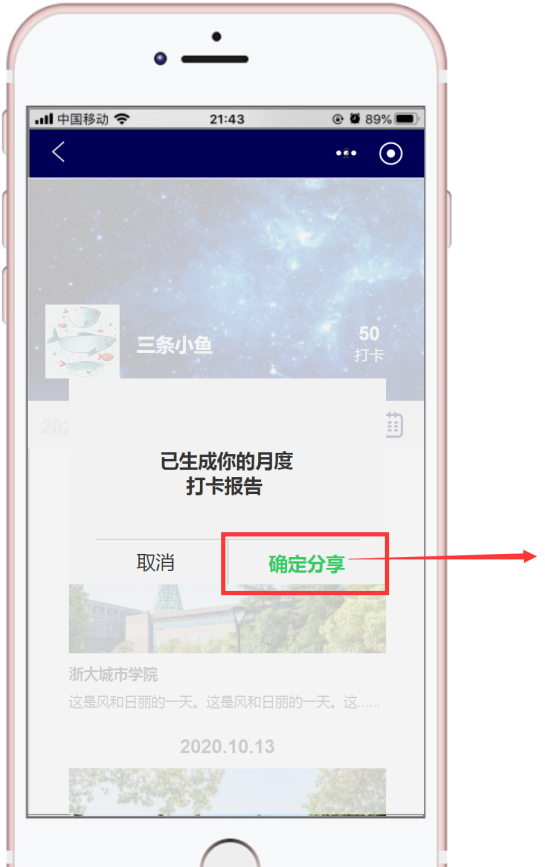 中国移动
21:43
89%
三条小鱼
50
打卡
202
已生成你的月度
打卡报告
取消
确定分享
浙大城市学院
这是风和日丽的一天。这是风和日丽的一天。这......
2020.10.13